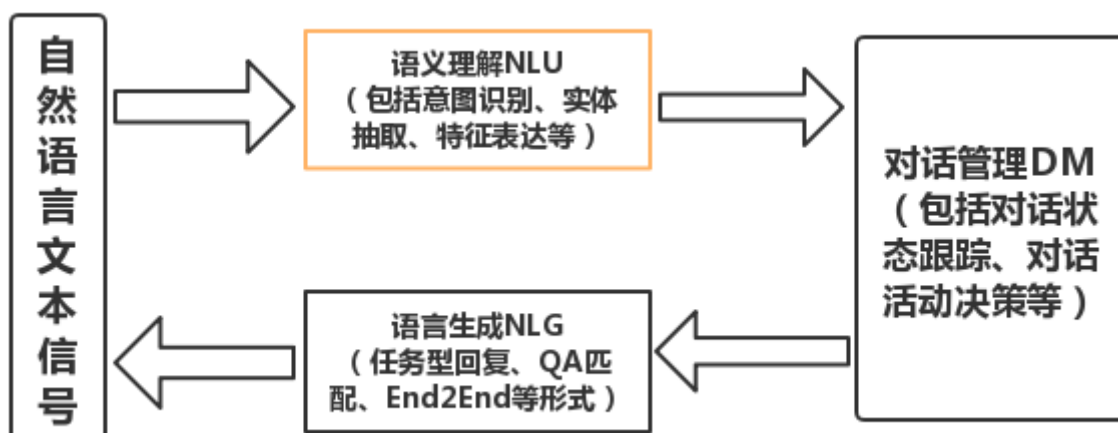 自
然
语
言
文
本
信
号
语义理解NLU
（包括意图识别、实体
抽取、特征表达等）
对话管理DM
（包括对话状
态跟踪、对话
活动决策等）
语言生成NLG
（任务型回复、QA匹
配、End2End等形式）